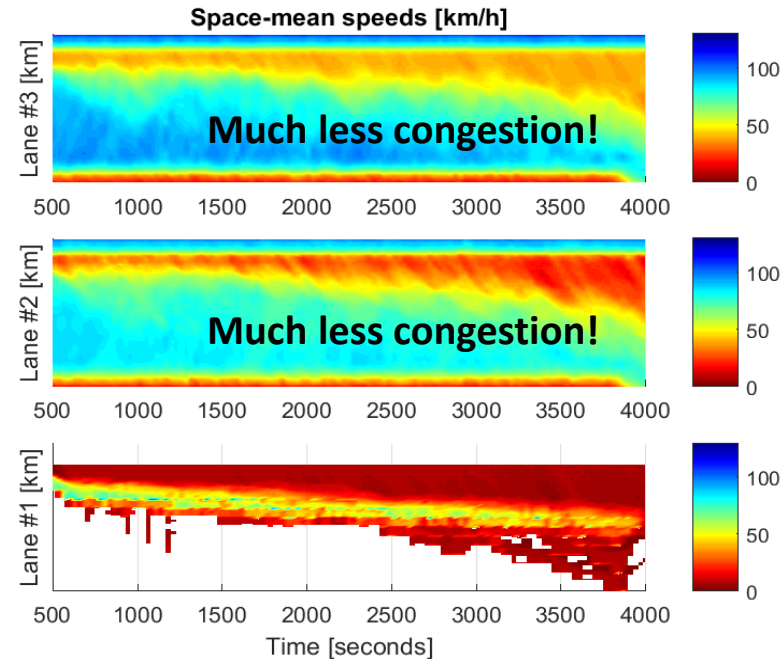 Space-mean speeds [km/h]
Lane #3 [km]
Much less congestion!
100
50
0
500 1000 1500 2000 2500 3000 3500 4000
Lane #2 [km]
Much less congestion!
100
50
0
500 1000 1500 2000 2500 3000 3500 4000
Lane #1 [km]
100
50
0
500 1000 1500 2000 2500 3000 3500 4000
Time [seconds]